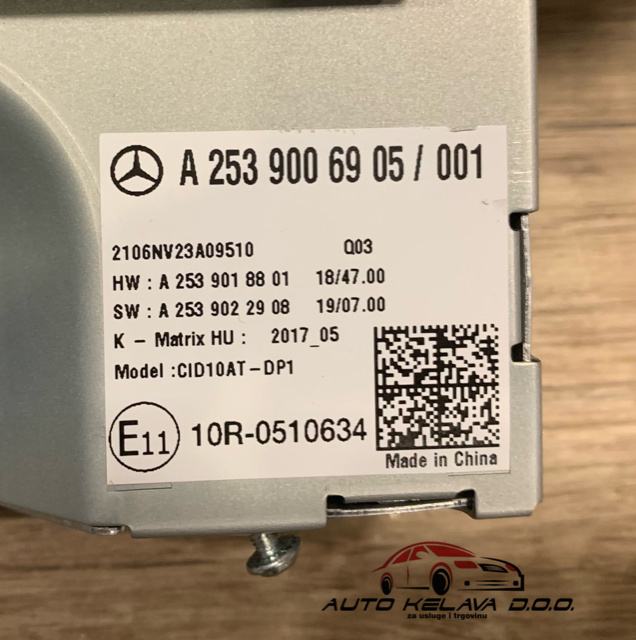 A 253 900 69 05 / 001
2106NV23A09510 Q03
HW : A 253 901 88 01 18/47.00
SW : A 253 902 29 08 19/07.00
K - Matrix HU : 2017_05
Model :CID10AT-DP1
E11 10R-0510634
Made in China
AUTO KELAVA D.O.O.
za usluge i trgovinu